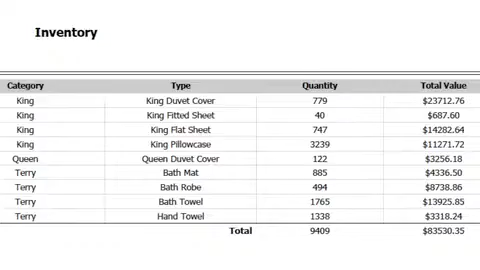 Inventory
Category Type Quantity Total Value
King King Duvet Cover 779 $23712.76
King King Fitted Sheet 40 $687.60
King King Flat Sheet 747 $14282.64
King King Pillowcase 3239 $11271.72
Queen Queen Duvet Cover 122 $3256.18
Terry Bath Mat 885 $4336.50
Terry Bath Robe 494 $8738.86
Terry Bath Towel 1765 $13925.85
Terry Hand Towel 1338 $3318.24
Total 9409 $83530.35